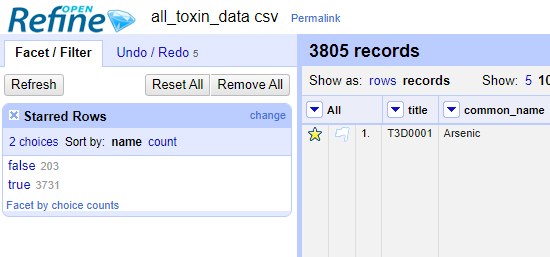 OPEN
Refine
all_toxin_data csv Permalink
Facet / Filter Undo / Redo 5
Refresh Reset All Remove All
Starred Rows change
2 choices Sort by: name count
false 203
true 3731
Facet by choice counts
3805 records
Show as: rows records Show: 5 10
All title common_name
1. T3D0001 Arsenic